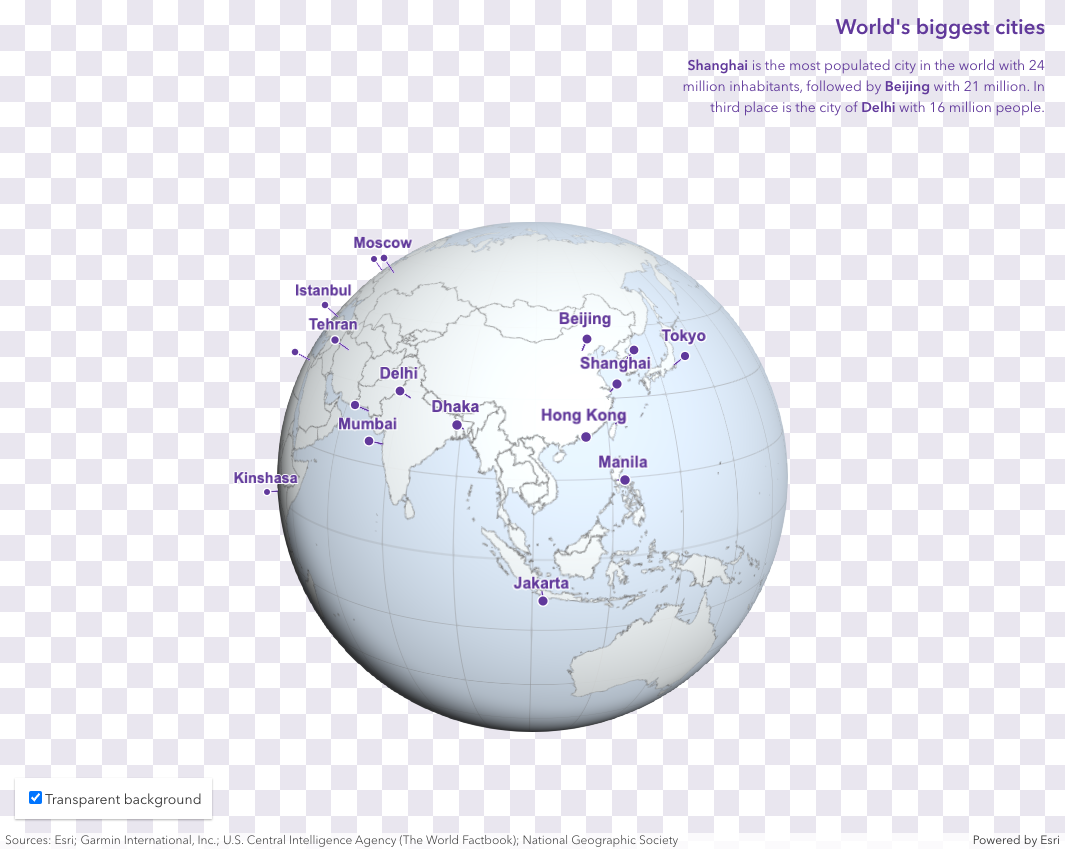 World's biggest cities
Shanghai is the most populated city in the world with 24
million inhabitants, followed by Beijing with 21 million. In
third place is the city of Delhi with 16 million people.
Moscow
Istanbul
Tehran
Beijing
Tokyo
Shanghai
Delhi
Dhaka
Hong Kong
Mumbai
Manila
Kinshasa
Jakarta
Transparent background
Sources: Esri; Garmin International, Inc.; U.S. Central Intelligence Agency (The World Factbook); National Geographic Society
Powered by Esri